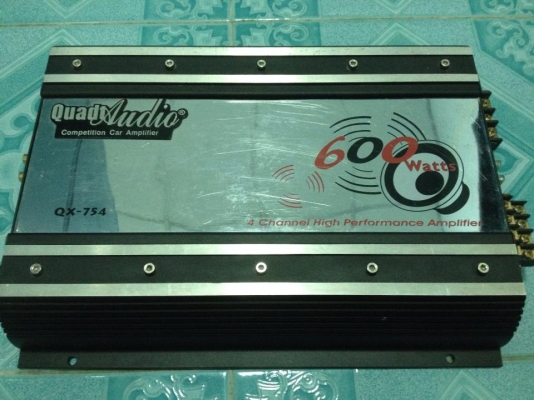 QuadAudio®
Competition Car Amplifier
600
Watts
QX-754
4 Channel High Performance Amplifier